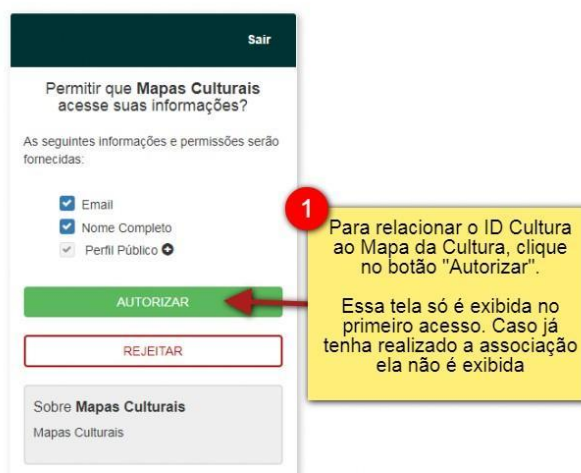 Sair
Permitir que Mapas Culturais
acesse suas informações?
As seguintes informações e permissões serão
fornecidas:
Email
Nome Completo
Perfil Público
AUTORIZAR
REJEITAR
Sobre Mapas Culturais
Mapas Culturais
1
Para relacionar o ID Cultura
ao Mapa da Cultura, clique
no botão "Autorizar".
Essa tela só é exibida no
primeiro acesso. Caso já
tenha realizado a associação
ela não é exibida